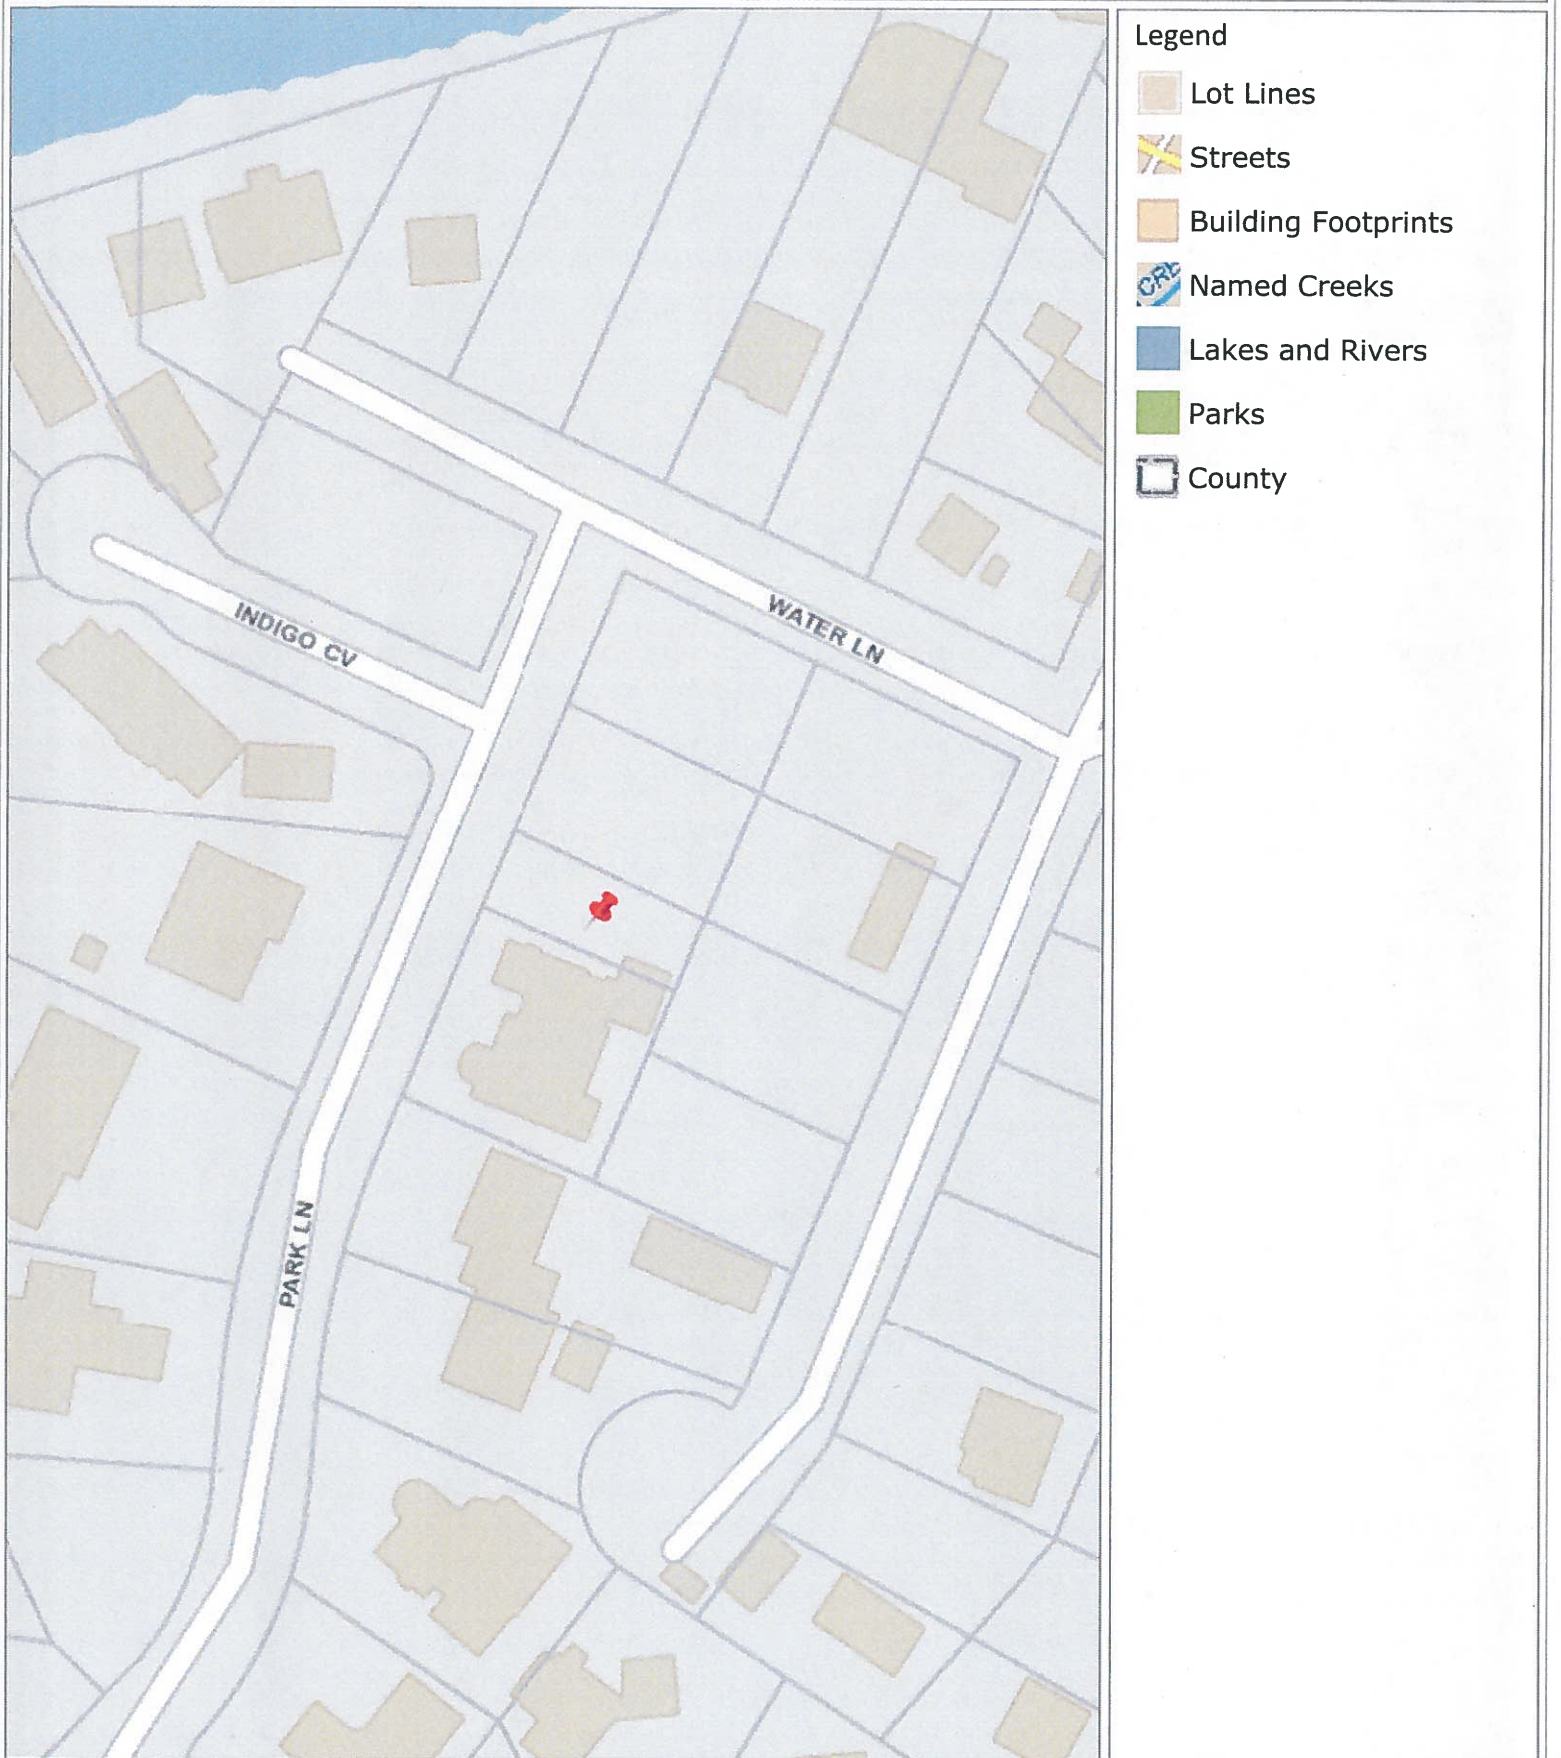 Legend
Lot Lines
Streets
Building Footprints
CRE
Named Creeks
Lakes and Rivers
Parks
County
WATER LN
INDIGO CV
PARK LN